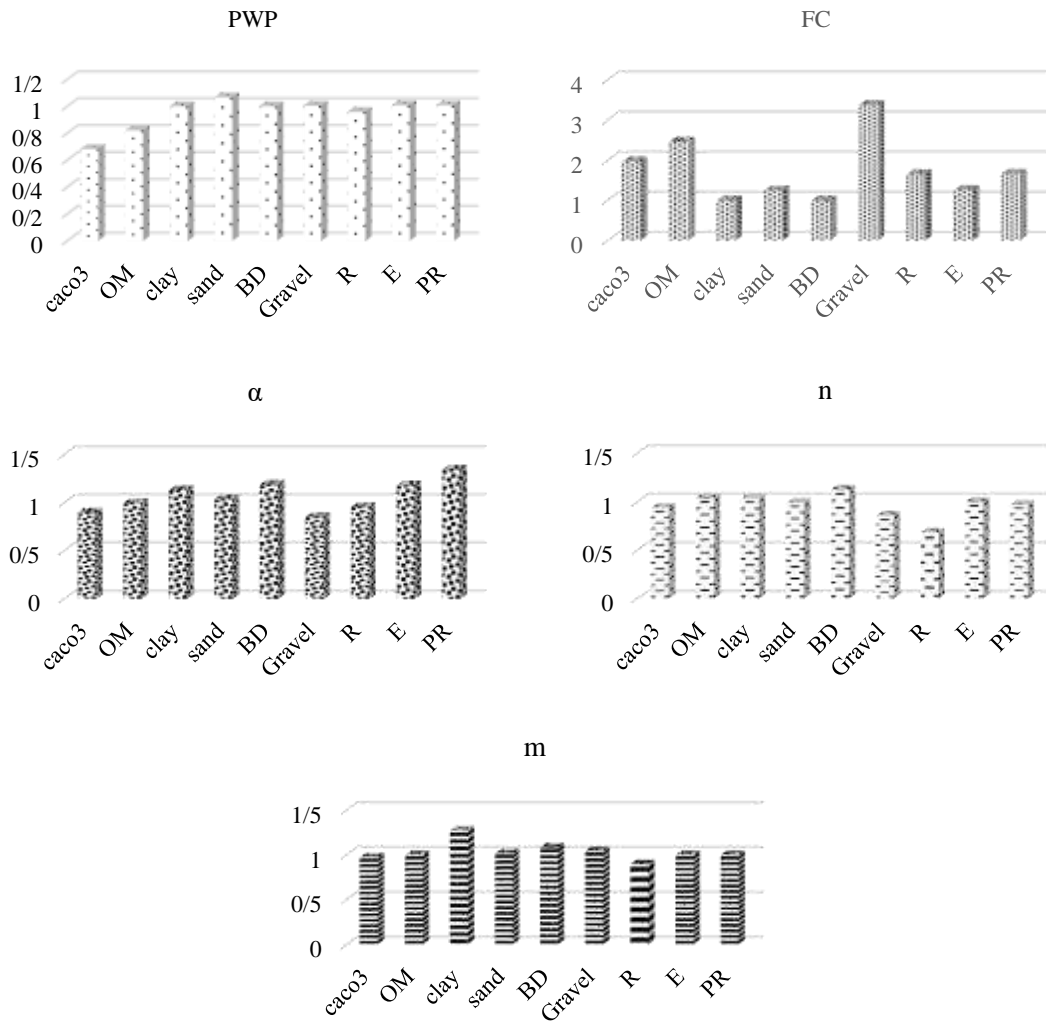 PWP
1/2
1
0/8
0/6
0/4
0/2
0
caco3
OM
clay
sand
BD
Gravel
R
E
PR
FC
4
3
2
1
0
caco3
OM
clay
sand
BD
Gravel
R
E
PR
α
1/5
1
0/5
0
caco3
OM
clay
sand
BD
Gravel
R
E
PR
n
1/5
1
0/5
0
caco3
OM
clay
sand
BD
Gravel
R
E
PR
m
1/5
1
0/5
0
caco3
OM
clay
sand
BD
Gravel
R
E
PR